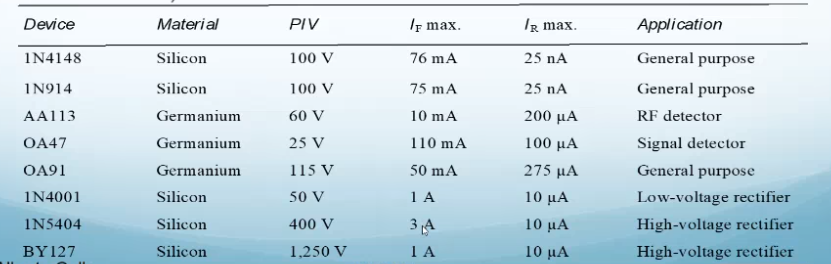 Device Material PIV IF max. IR max. Application
1N4148 Silicon 100 V 76 mA 25 nA General purpose
1N914 Silicon 100 V 75 mA 25 nA General purpose
AA113 Germanium 60 V 10 mA 200 µA RF detector
OA47 Germanium 25 V 110 mA 100 µA Signal detector
OA91 Germanium 115 V 50 mA 275 µA General purpose
1N4001 Silicon 50 V 1 A 10 µA Low-voltage rectifier
1N5404 Silicon 400 V 3 A 10 µA High-voltage rectifier
BY127 Silicon 1,250 V 1 A 10 µA High-voltage rectifier